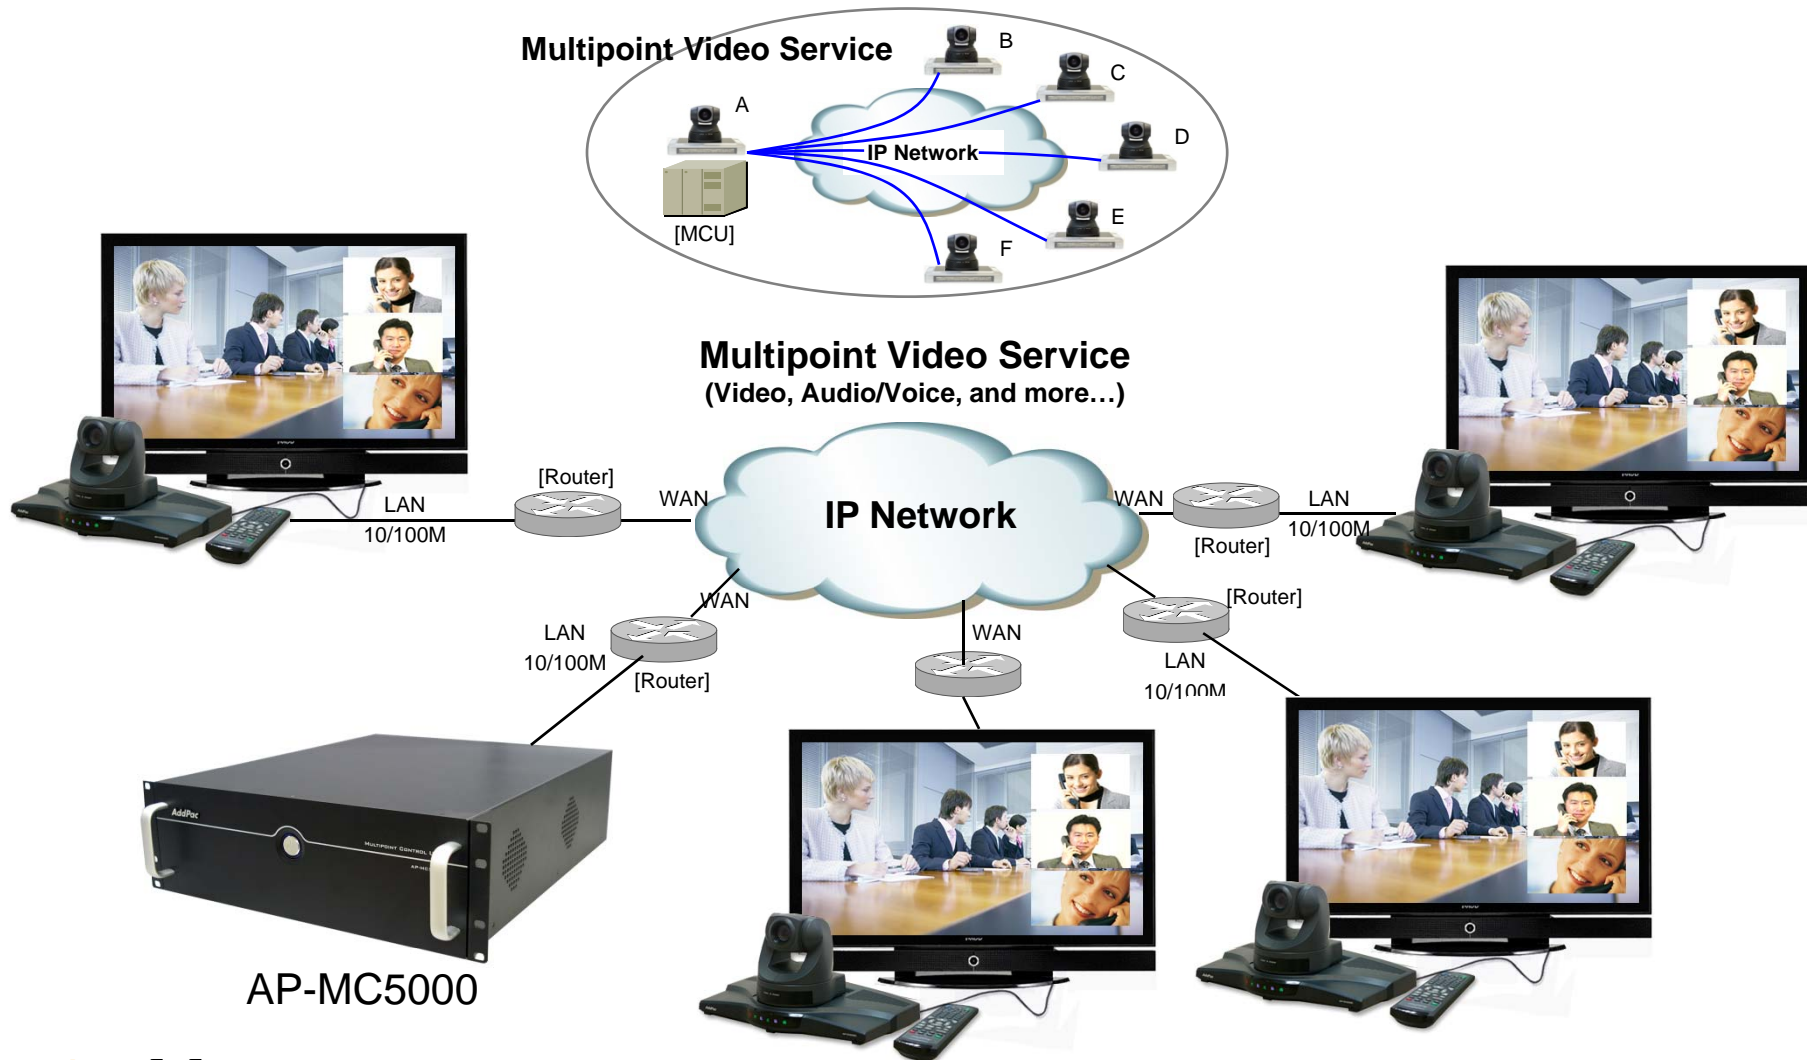 Multipoint Video Service
B
C
A
D
IP Network
E
[MCU]
F
Multipoint Video Service
(Video, Audio/Voice, and more…)
[Router]
WAN
LAN
10/100M
IP Network
WAN
LAN
10/100M
[Router]
WAN
[Router]
LAN
10/100M
[Router]
WAN
LAN
10/100M
AddPac
MULTIPOINT CONTROL
AP-MC5000